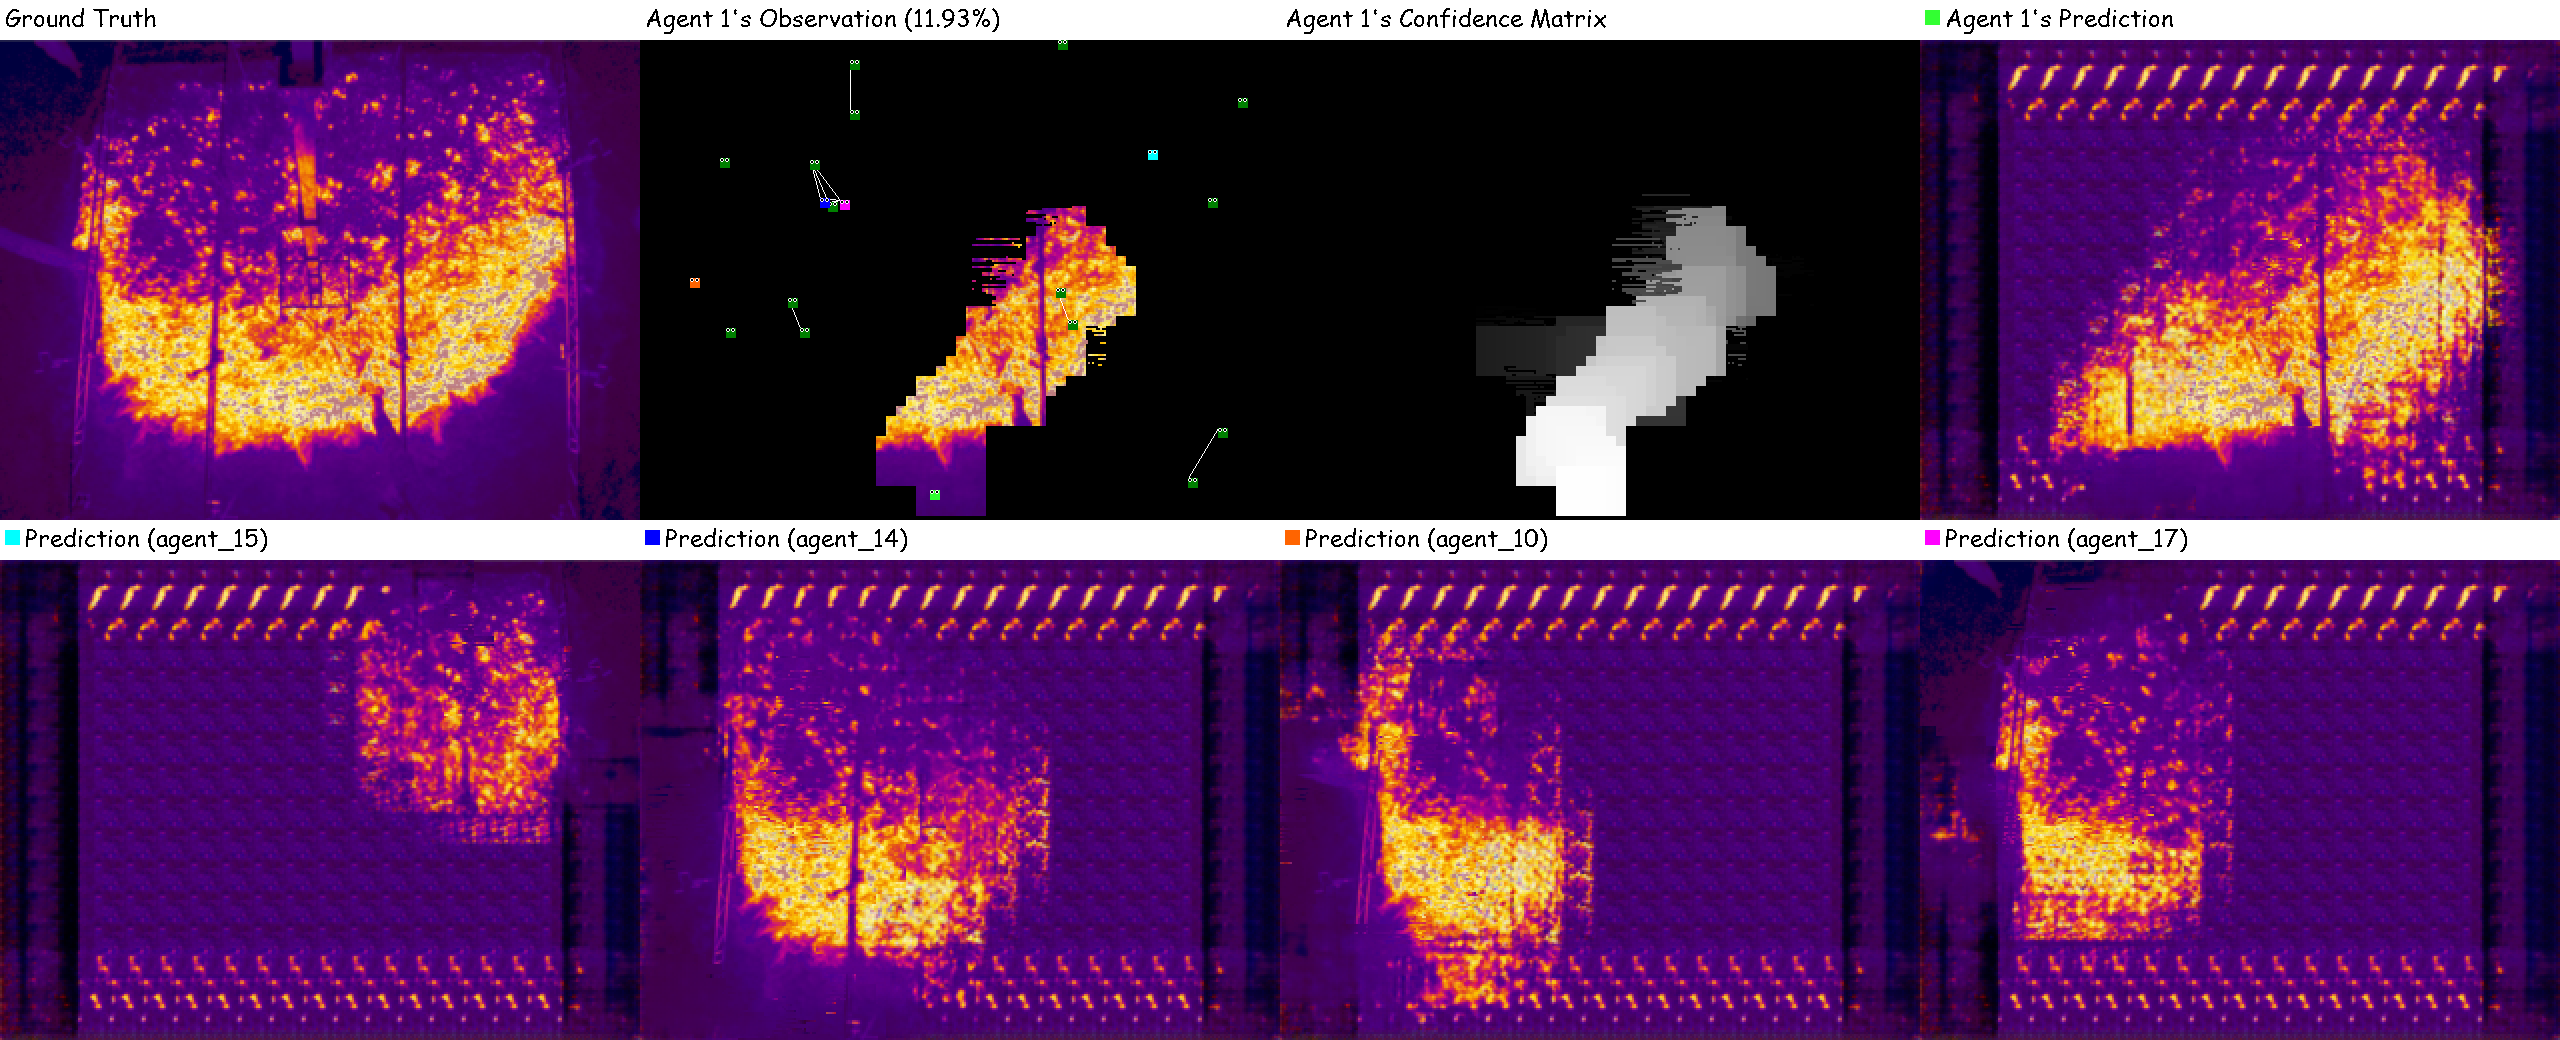 Ground Truth
Agent 1's Observation (11.93%)
Agent 1's Confidence Matrix
Agent 1's Prediction
Prediction (agent_15)
Prediction (agent_14)
Prediction (agent_10)
Prediction (agent_17)